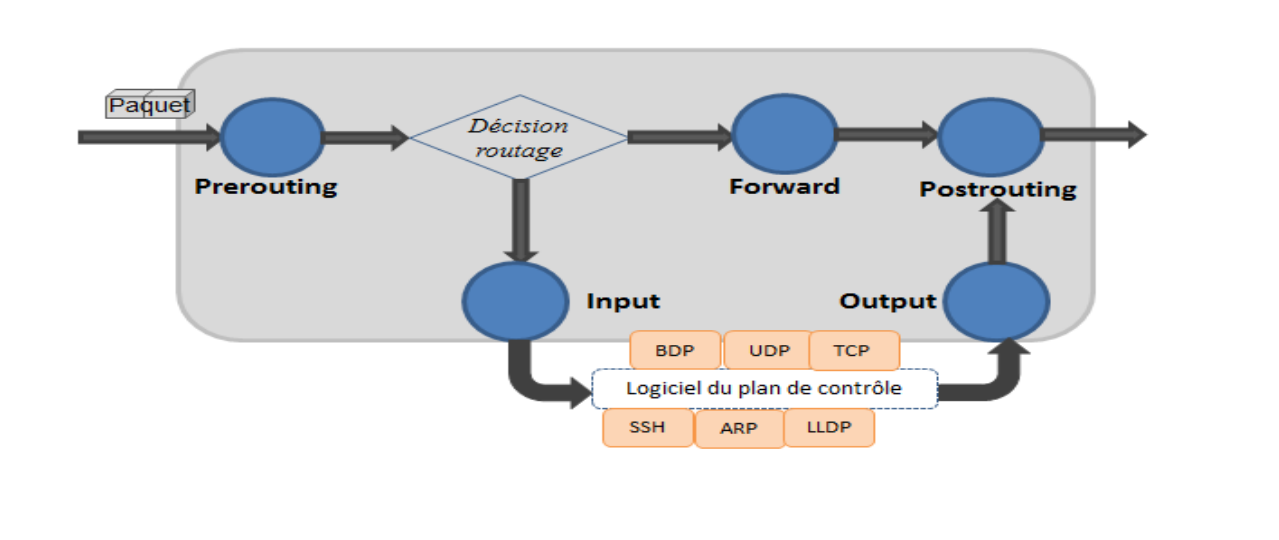 Paquet
Décision
routage
Prerouting
Forward
Postrouting
Input
Output
BDP
UDP
TCP
Logiciel du plan de contrôle
SSH
ARP
LLDP